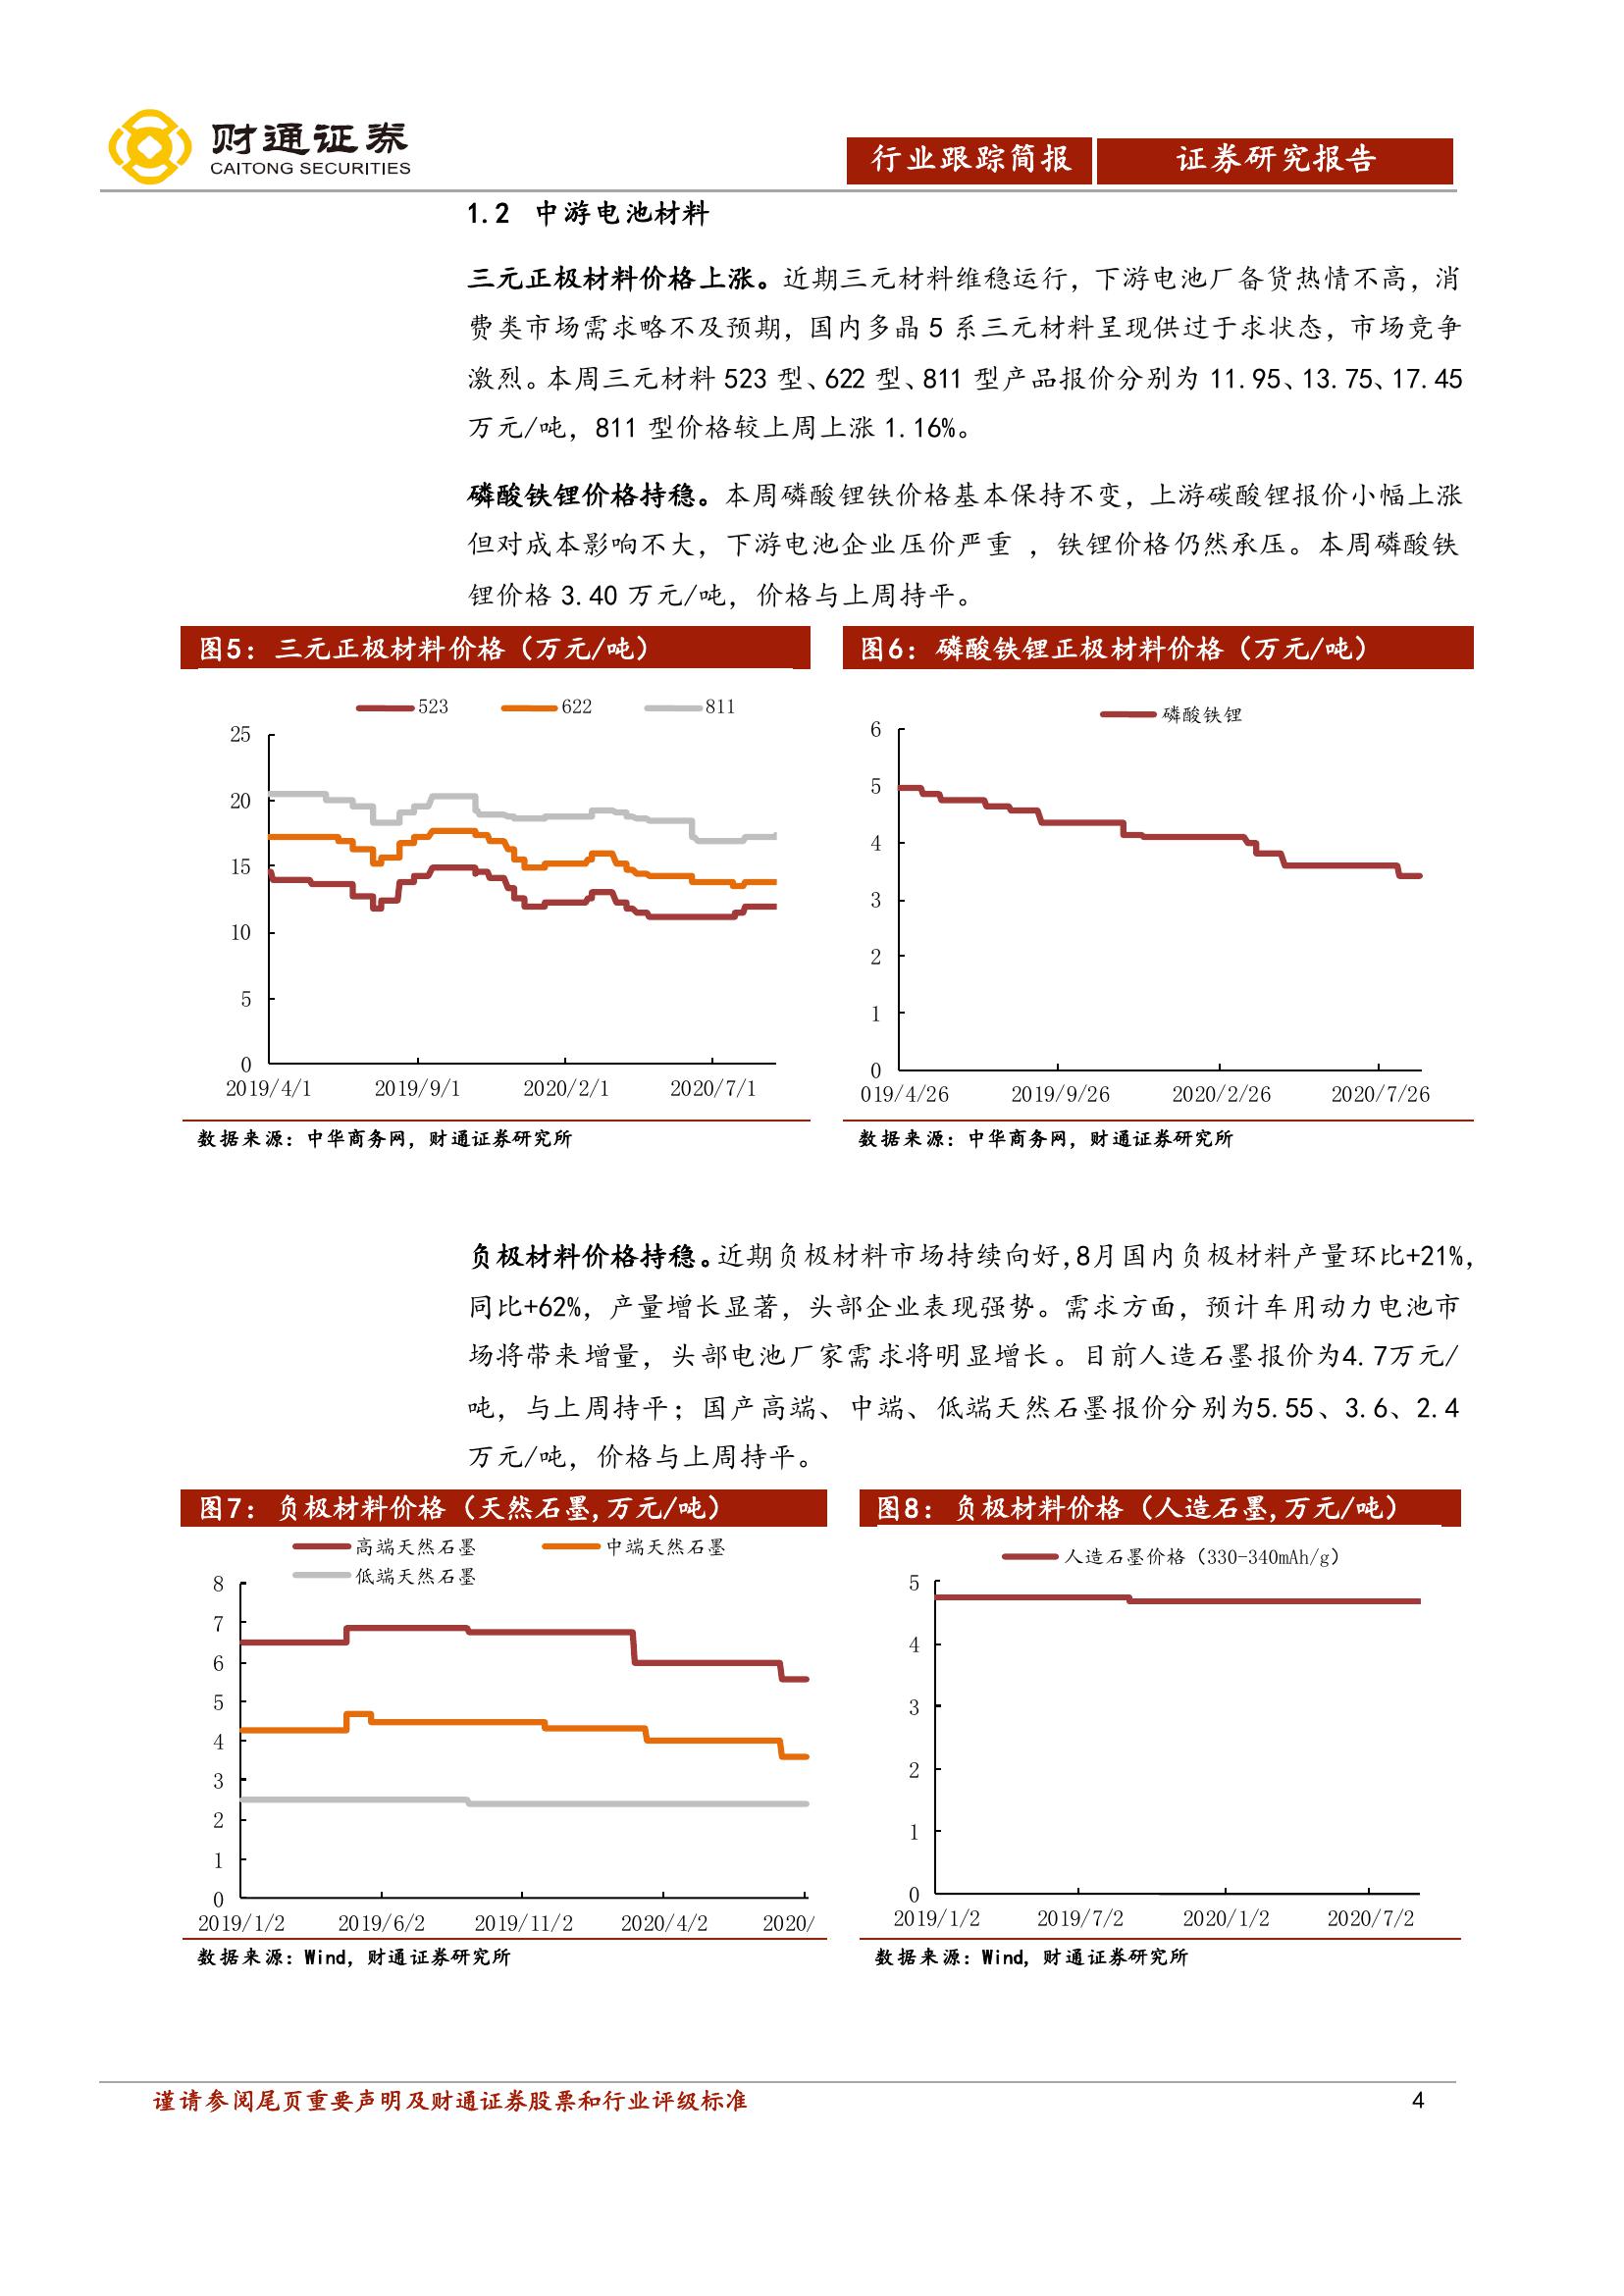 财通证券
CAITONG SECURITIES
行业跟踪简报 证券研究报告
1.2 中游电池材料
三元正极材料价格上涨。近期三元材料维稳运行，下游电池厂备货热情不高，消
费类市场需求略不及预期，国内多晶 5 系三元材料呈现供过于求状态，市场竞争
激烈。本周三元材料 523 型、622 型、811 型产品报价分别为 11.95、13.75、17.45
万元/吨，811 型价格较上周上涨 1.16%。
磷酸铁锂价格持稳。本周磷酸锂铁价格基本保持不变，上游碳酸锂报价小幅上涨
但对成本影响不大，下游电池企业压价严重 ，铁锂价格仍然承压。本周磷酸铁
锂价格 3.40 万元/吨，价格与上周持平。
图5：三元正极材料价格（万元/吨）
523 622 811
25
20
15
10
5
0
2019/4/1 2019/9/1 2020/2/1 2020/7/1
数据来源：中华商务网，财通证券研究所
图6：磷酸铁锂正极材料价格（万元/吨）
磷酸铁锂
6
5
4
3
2
1
0
019/4/26 2019/9/26 2020/2/26 2020/7/26
数据来源：中华商务网，财通证券研究所
负极材料价格持稳。近期负极材料市场持续向好,8月国内负极材料产量环比+21%,
同比+62%，产量增长显著，头部企业表现强势。需求方面，预计车用动力电池市
场将带来增量，头部电池厂家需求将明显增长。目前人造石墨报价为4.7万元/
吨，与上周持平；国产高端、中端、低端天然石墨报价分别为5.55、3.6、2.4
万元/吨，价格与上周持平。
图7：负极材料价格（天然石墨,万元/吨）
高端天然石墨 中端天然石墨
低端天然石墨
8
7
6
5
4
3
2
1
0
2019/1/2 2019/6/2 2019/11/2 2020/4/2 2020/
数据来源：Wind，财通证券研究所
图8：负极材料价格（人造石墨,万元/吨）
人造石墨价格（330-340mAh/g）
5
4
3
2
1
0
2019/1/2 2019/7/2 2020/1/2 2020/7/2
数据来源：Wind，财通证券研究所
谨请参阅尾页重要声明及财通证券股票和行业评级标准 4